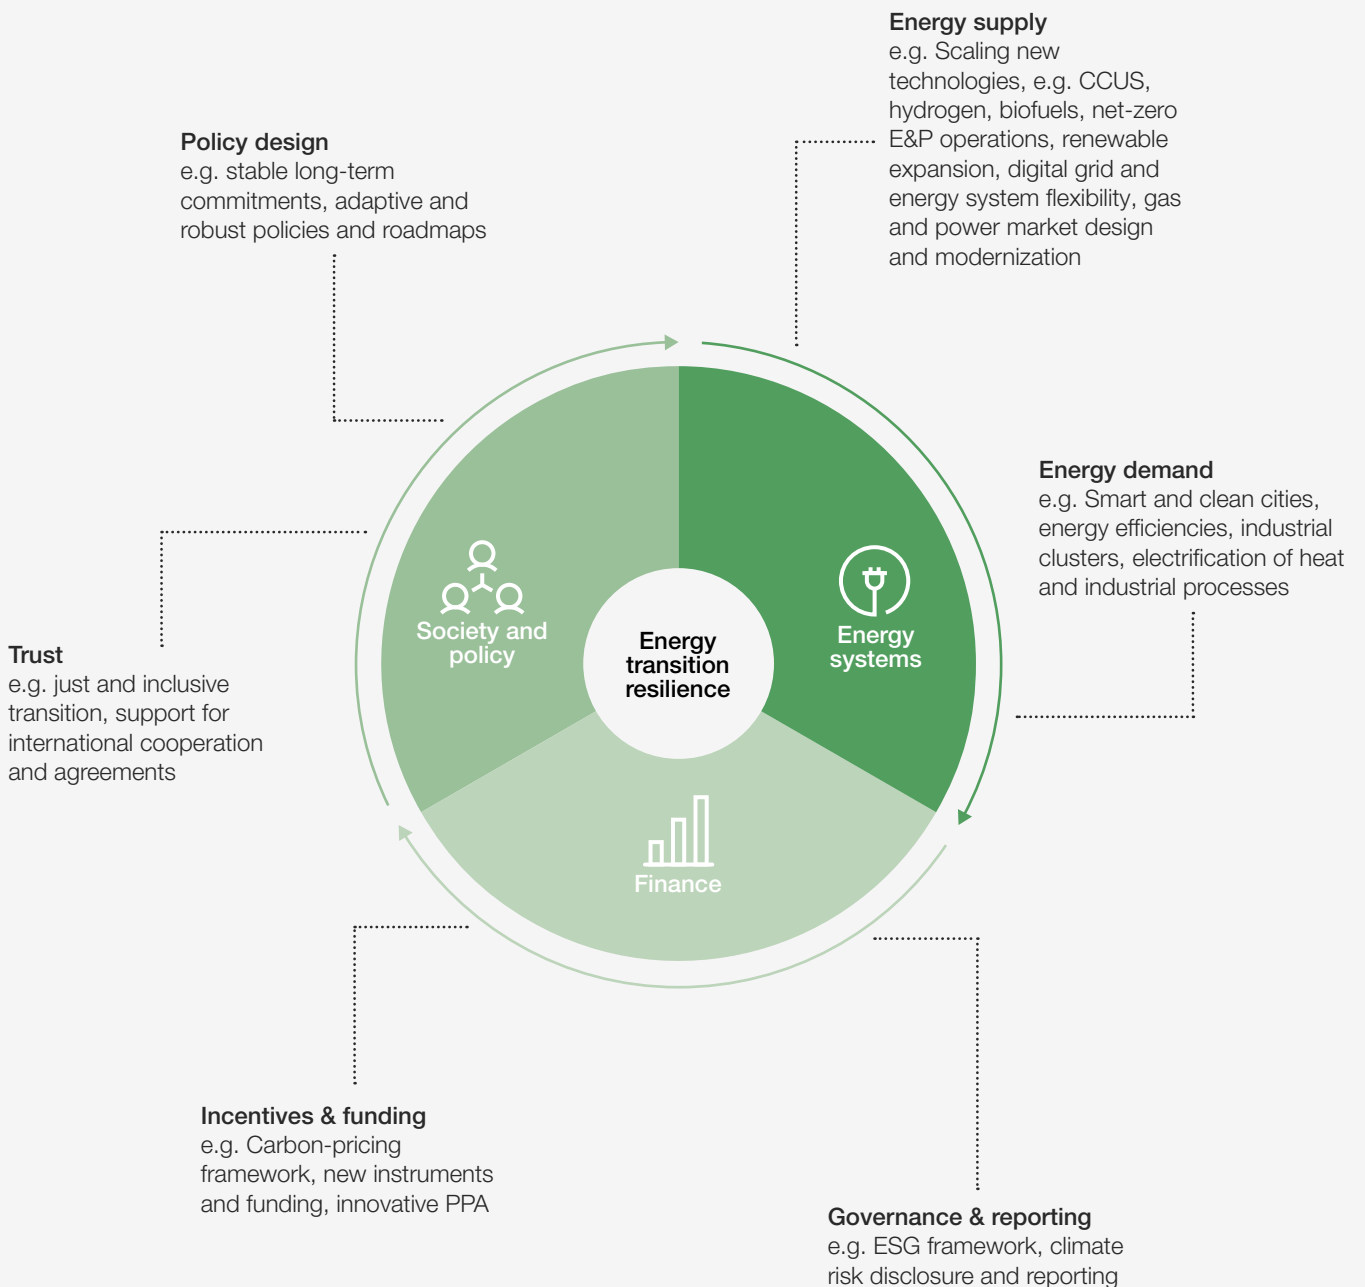 Energy supply
e.g. Scaling new
technologies, e.g. CCUS,
hydrogen, biofuels, net-zero
E&P operations, renewable
expansion, digital grid and
energy system flexibility, gas
and power market design
and modernization
Policy design
e.g. stable long-term
commitments, adaptive and
robust policies and roadmaps
Energy demand
e.g. Smart and clean cities,
energy efficiencies, industrial
clusters, electrification of heat
and industrial processes
Society and
policy
Energy
transition
resilience
Energy
systems
Trust
e.g. just and inclusive
transition, support for
international cooperation
and agreements
Finance
Incentives & funding
e.g. Carbon-pricing
framework, new instruments
and funding, innovative PPA
Governance & reporting
e.g. ESG framework, climate
risk disclosure and reporting